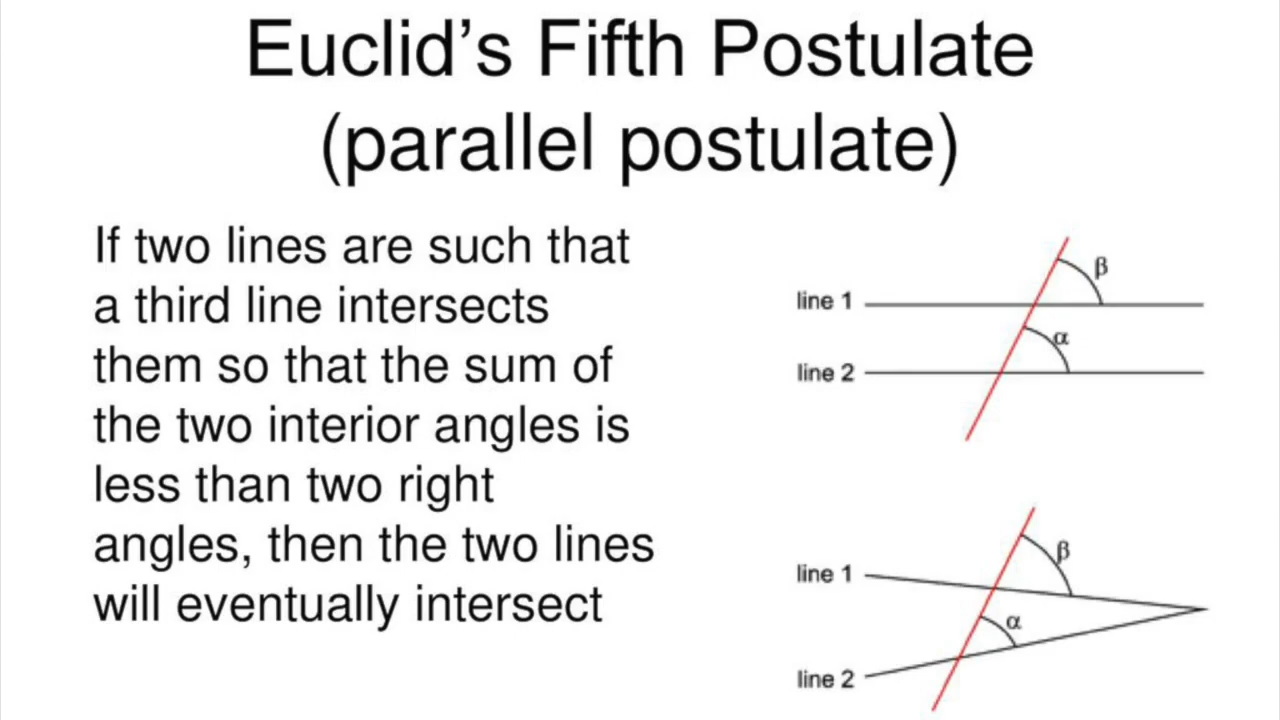 Euclid’s Fifth Postulate
(parallel postulate)
If two lines are such that
a third line intersects
them so that the sum of
the two interior angles is
less than two right
angles, then the two lines
will eventually intersect
β
line 1
α
line 2
β
line 1
α
line 2